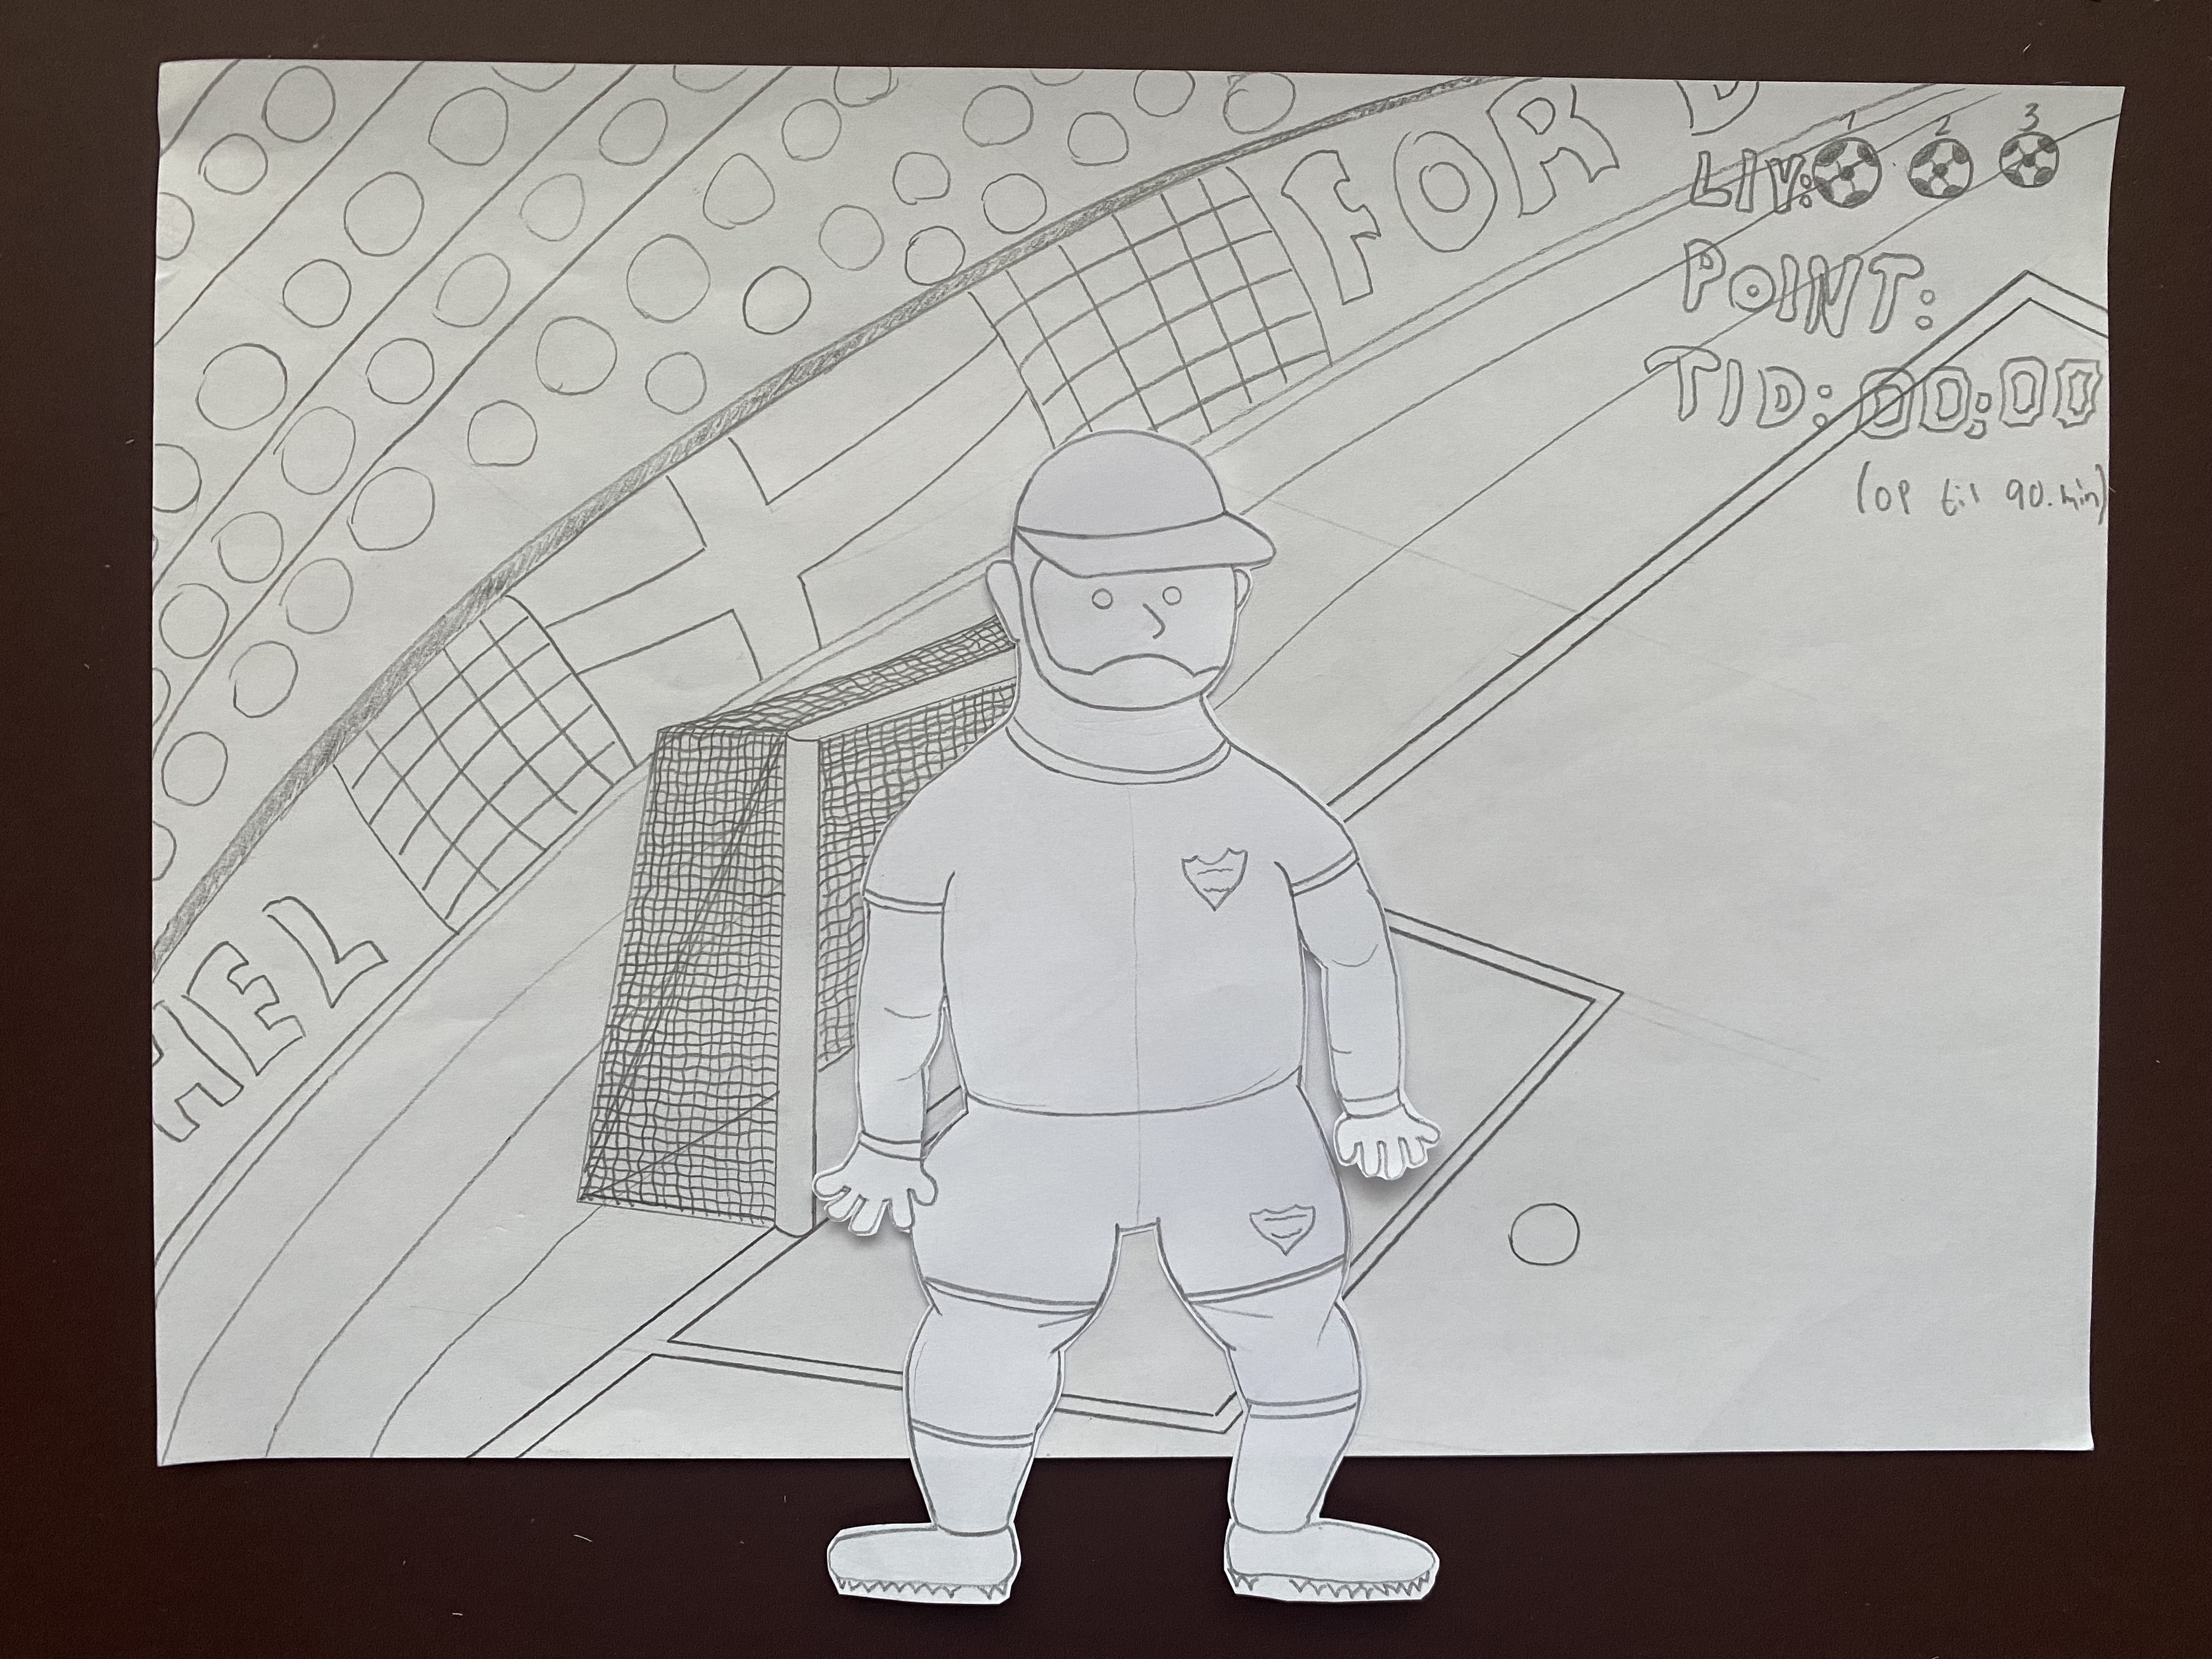 FOR D
1 2 3
LIV:
POINT:
TID: 00:00
(op til 90.min)
HEL